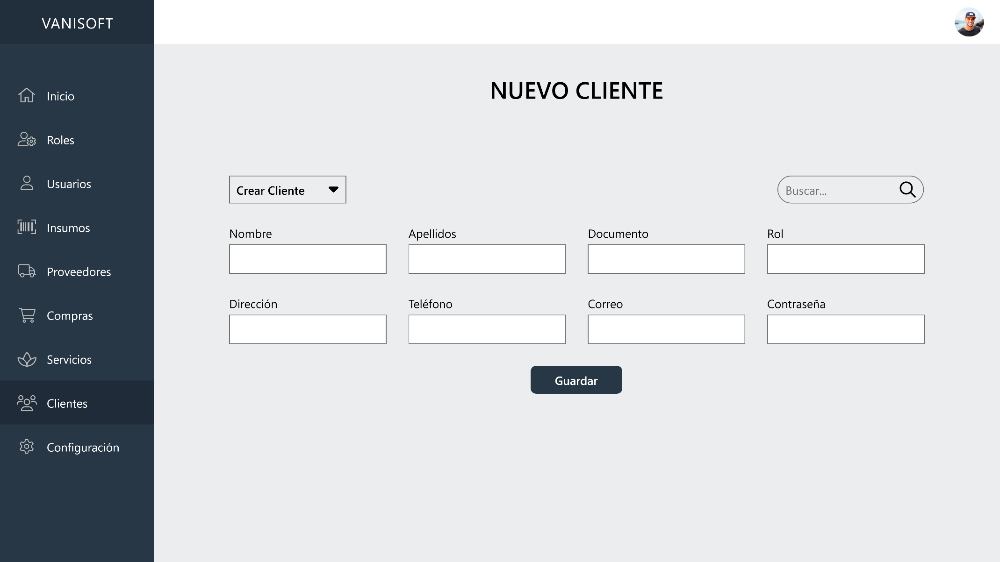 VANISOFT
Inicio
Roles
Usuarios
Insumos
Proveedores
Compras
Servicios
Clientes
Configuración
NUEVO CLIENTE
Crear Cliente
Buscar...
Nombre
Apellidos
Documento
Rol
Dirección
Teléfono
Correo
Contraseña
Guardar